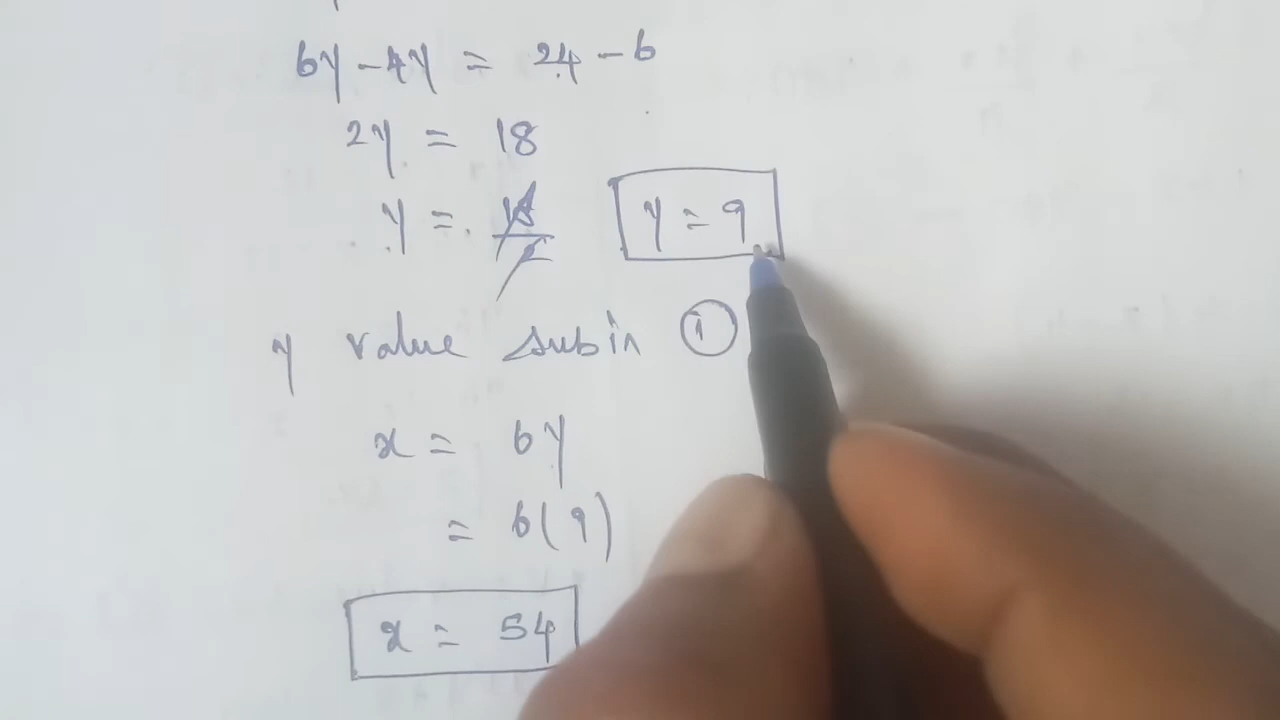 6y - 4y = 24 - 6
2y = 18
y = 18/2 y = 9
y value sub in ①
x = 6y
= 6(9)
x = 54